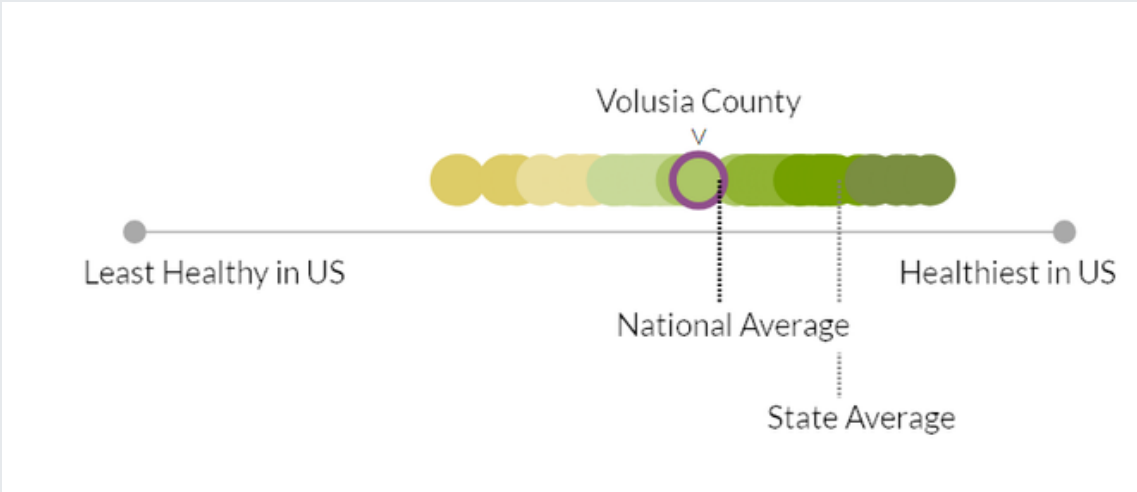 Volusia County
Least Healthy in US
Healthiest in US
National Average
State Average